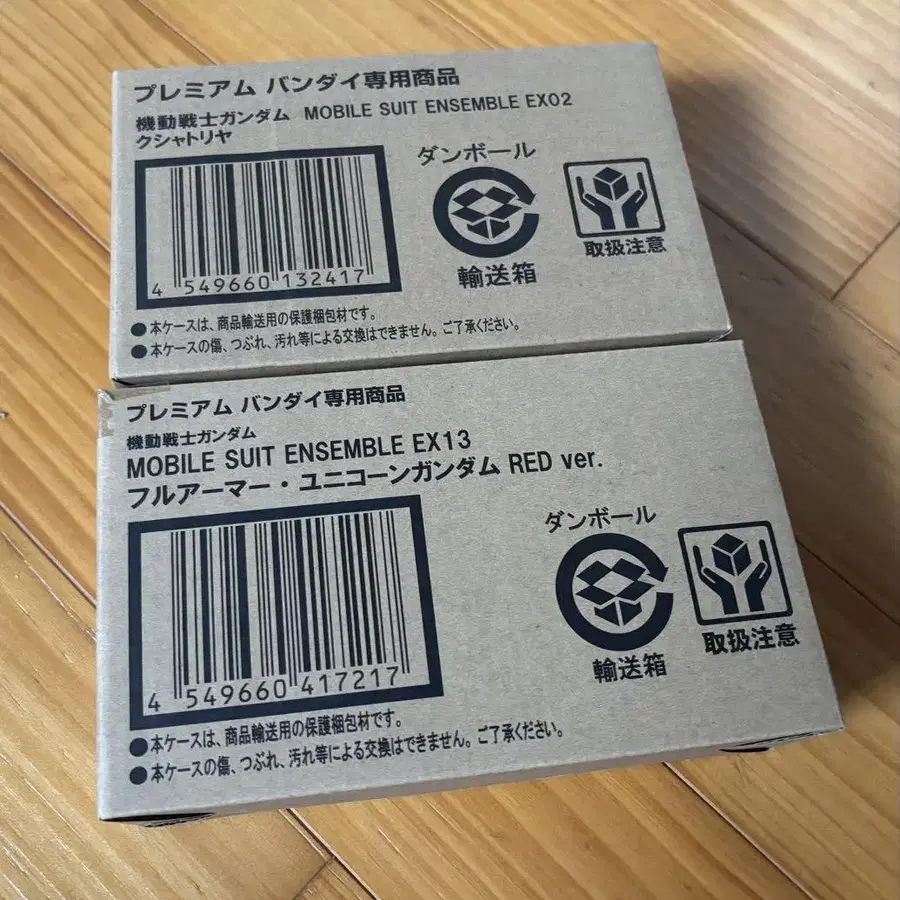 プレミアム バンダイ専用商品
機動戦士ガンダム MOBILE SUIT ENSEMBLE EX02
クシャトリヤ
ダンボール
輸送箱
取扱注意
4 549660 132417
●本ケースは、商品輸送用の保護梱包材です。
●本ケースの傷、つぶれ、汚れ等による交換はできません。ご了承ください。
プレミアム バンダイ専用商品
機動戦士ガンダム
MOBILE SUIT ENSEMBLE EX13
フルアーマー・ユニコーンガンダム RED ver.
ダンボール
輸送箱
取扱注意
4 549660 417217
●本ケースは、商品輸送用の保護梱包材です。
●本ケースの傷、つぶれ、汚れ等による交換はできません。ご了承ください。